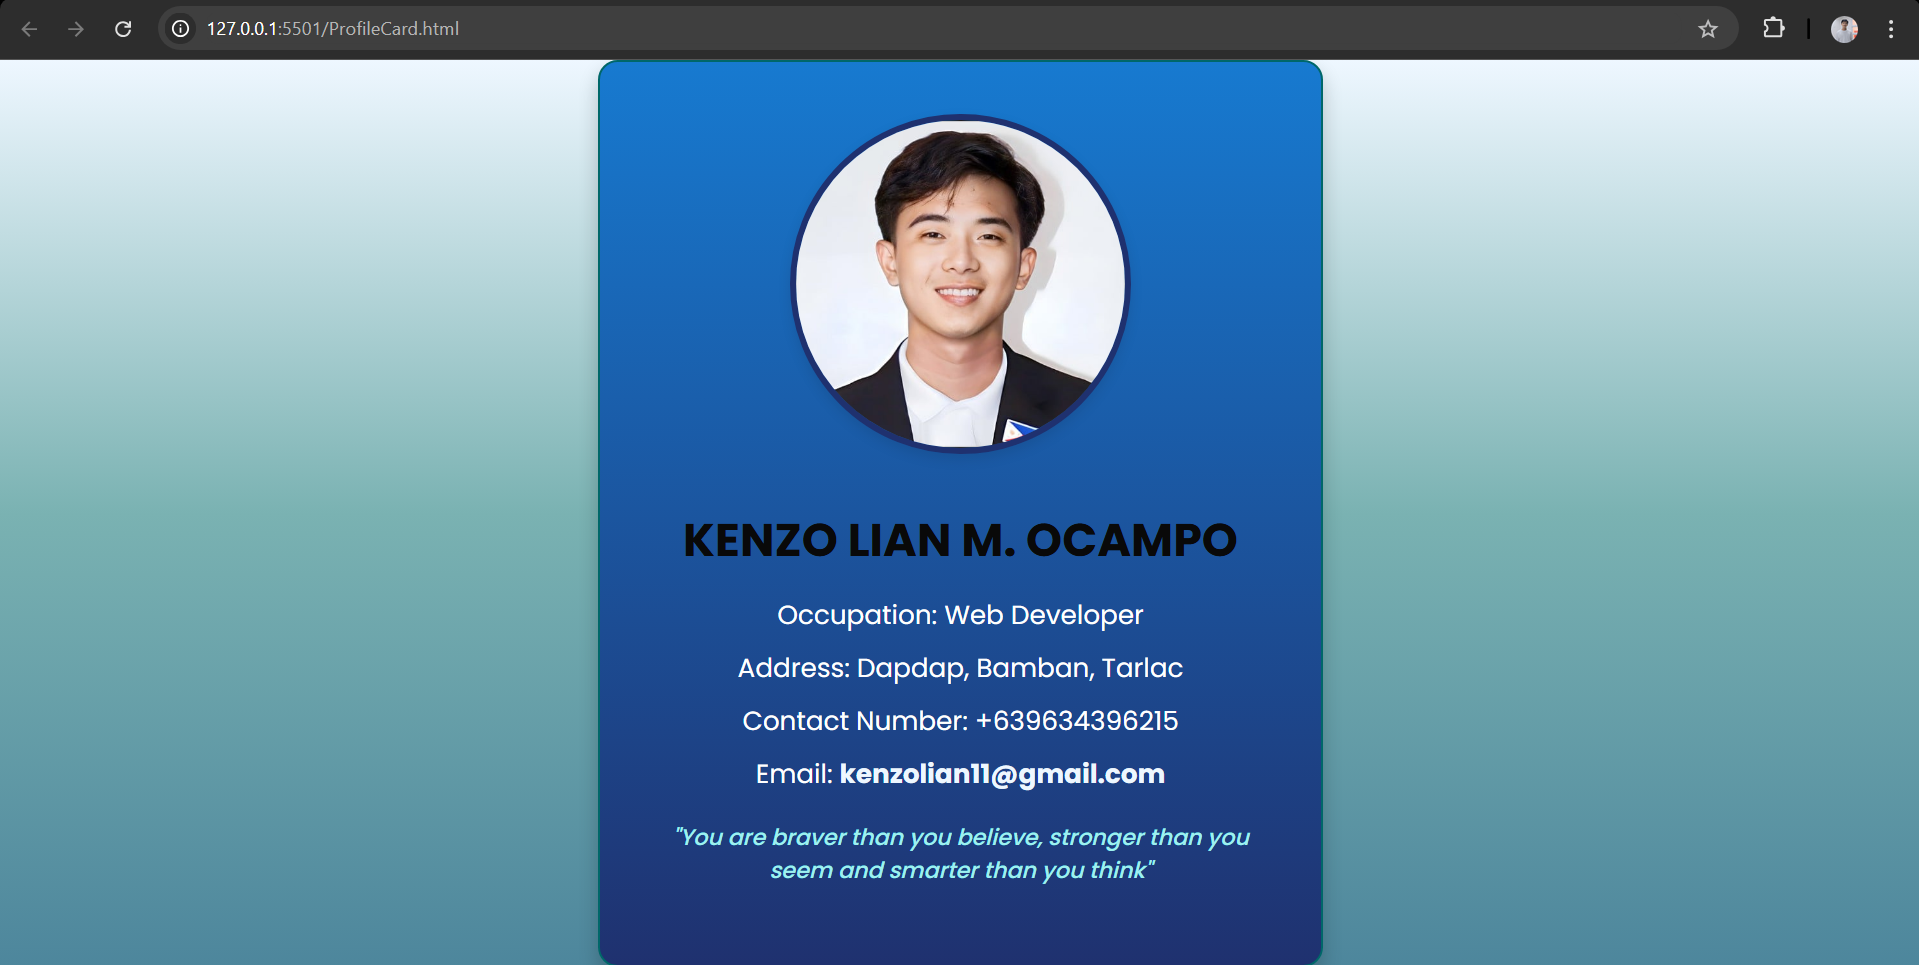 127.0.0.1:5501/ProfileCard.html
KENZO LIAN M. OCAMPO
Occupation: Web Developer
Address: Dapdap, Bamban, Tarlac
Contact Number: +639634396215
Email: kenzolian11@gmail.com
"You are braver than you believe, stronger than you
seem and smarter than you think"